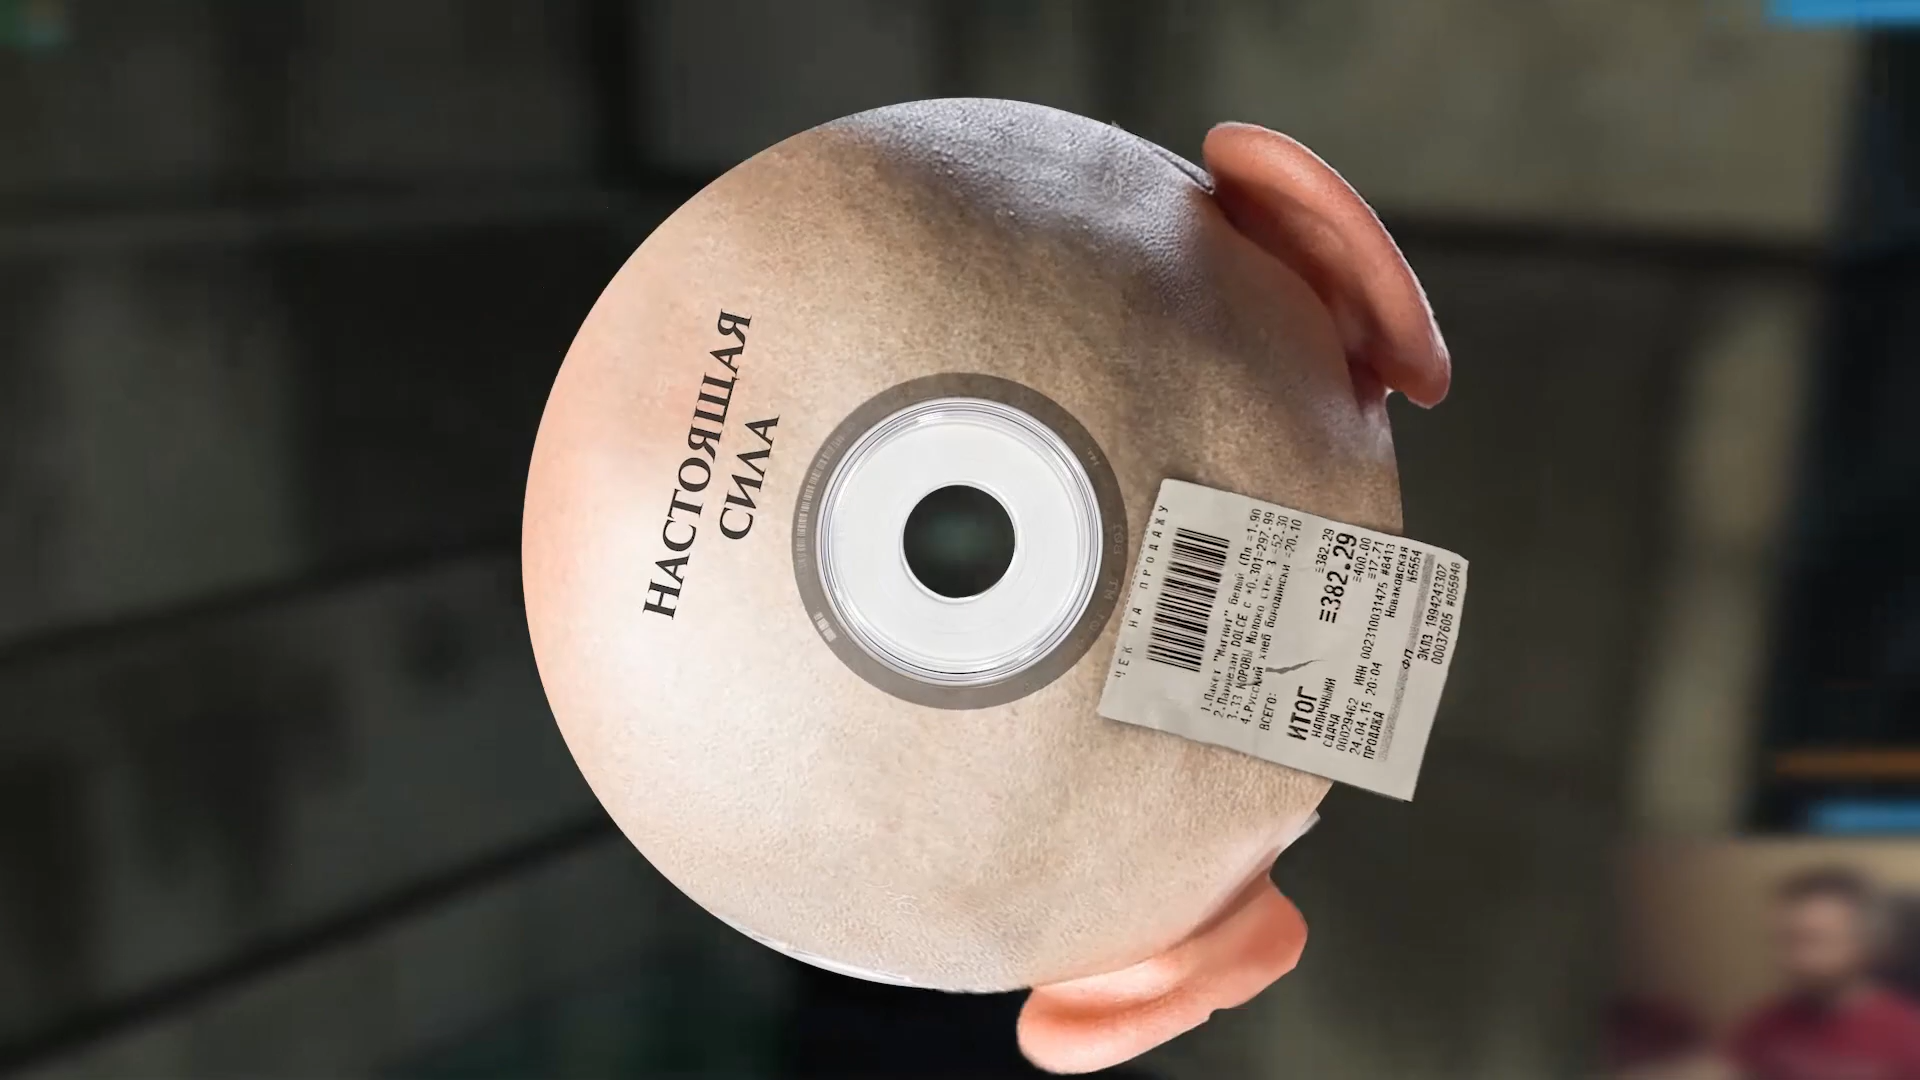 НАСТОЯЩАЯ
СИЛА
ЧЕК НА ПРОДАЖУ
1.Пакет "Магнит" белый (Пл =1.90
2.Пармезан DOLCE с *0.301=297.99
3.33 КОРОВЫ Молоко стер 3 =52.30
4.Русский хлеб Бородински =20.10
ВСЕГО: ≡382.29
ИТОГ ≡382.29
НАЛИЧНЫМИ ≡400.00
СДАЧА ≡17.71
00029462 ИНН 002310031475 #8413
24.04.15 20:04 Новаковская
ПРОДАЖА №5554
ФП
ЭКЛЗ 1994243307
00037605 #055948